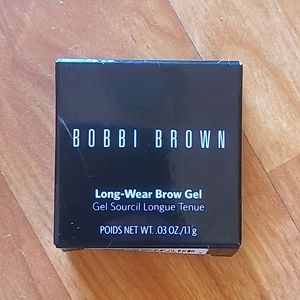 BOBBI BROWN
Long-Wear Brow Gel
Gel Sourcil Longue Tenue
POIDS NET WT. .03 OZ./1.1 g